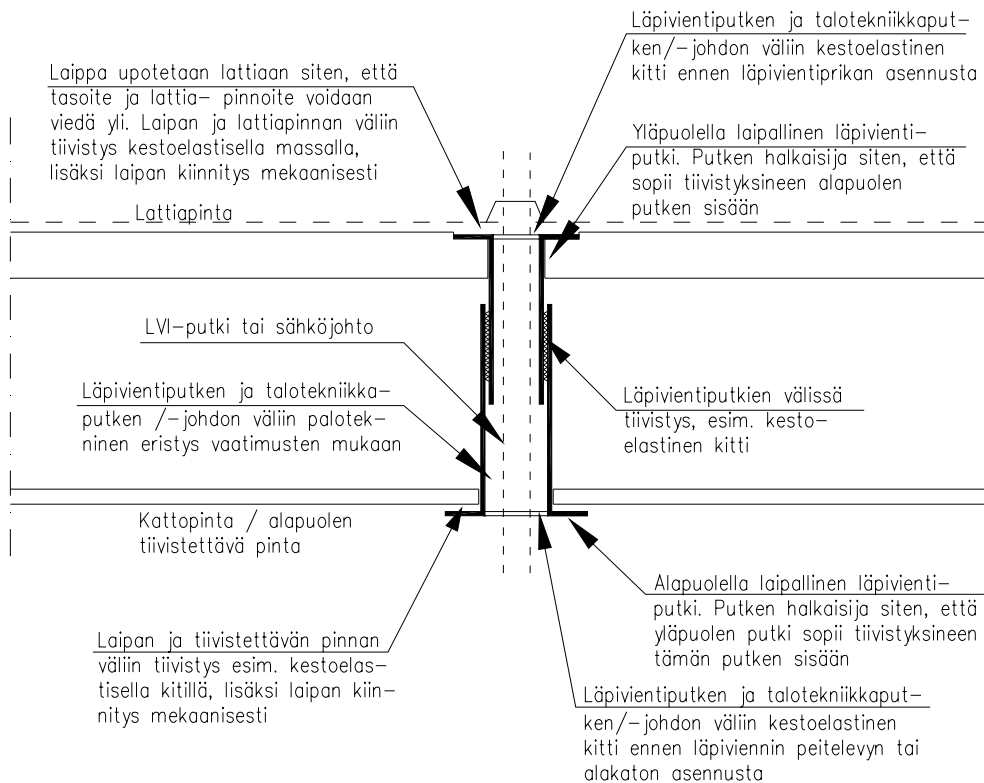 Läpivientiputken ja talotekniikkaput-
ken/-johdon väliin kestoelastinen
kitti ennen läpivientiprikan asennusta
Laippa upotetaan lattiaan siten, että
tasoite ja lattia- pinnoite voidaan
viedä yli. Laipan ja lattiapinnan väliin
tiivistys kestoelastisella massalla,
lisäksi laipan kiinnitys mekaanisesti
Yläpuolella laipallinen läpivienti-
putki. Putken halkaisija siten, että
sopii tiivistyksineen alapuolen
putken sisään
Lattiapinta
LVI-putki tai sähköjohto
Läpivientiputken ja talotekniikka-
putken /-johdon väliin palotek-
ninen eristys vaatimusten mukaan
Läpivientiputkien välissä
tiivistys, esim. kesto-
elastinen kitti
Kattopinta / alapuolen
tiivistettävä pinta
Alapuolella laipallinen läpivienti-
putki. Putken halkaisija siten, että
yläpuolen putki sopii tiivistyksineen
tämän putken sisään
Laipan ja tiivistettävän pinnan
väliin tiivistys esim. kestoelas-
tisella kitillä, lisäksi laipan kiin-
nitys mekaanisesti
Läpivientiputken ja talotekniikkaput-
ken/-johdon väliin kestoelastinen
kitti ennen läpiviennin peitelevyn tai
alakaton asennusta